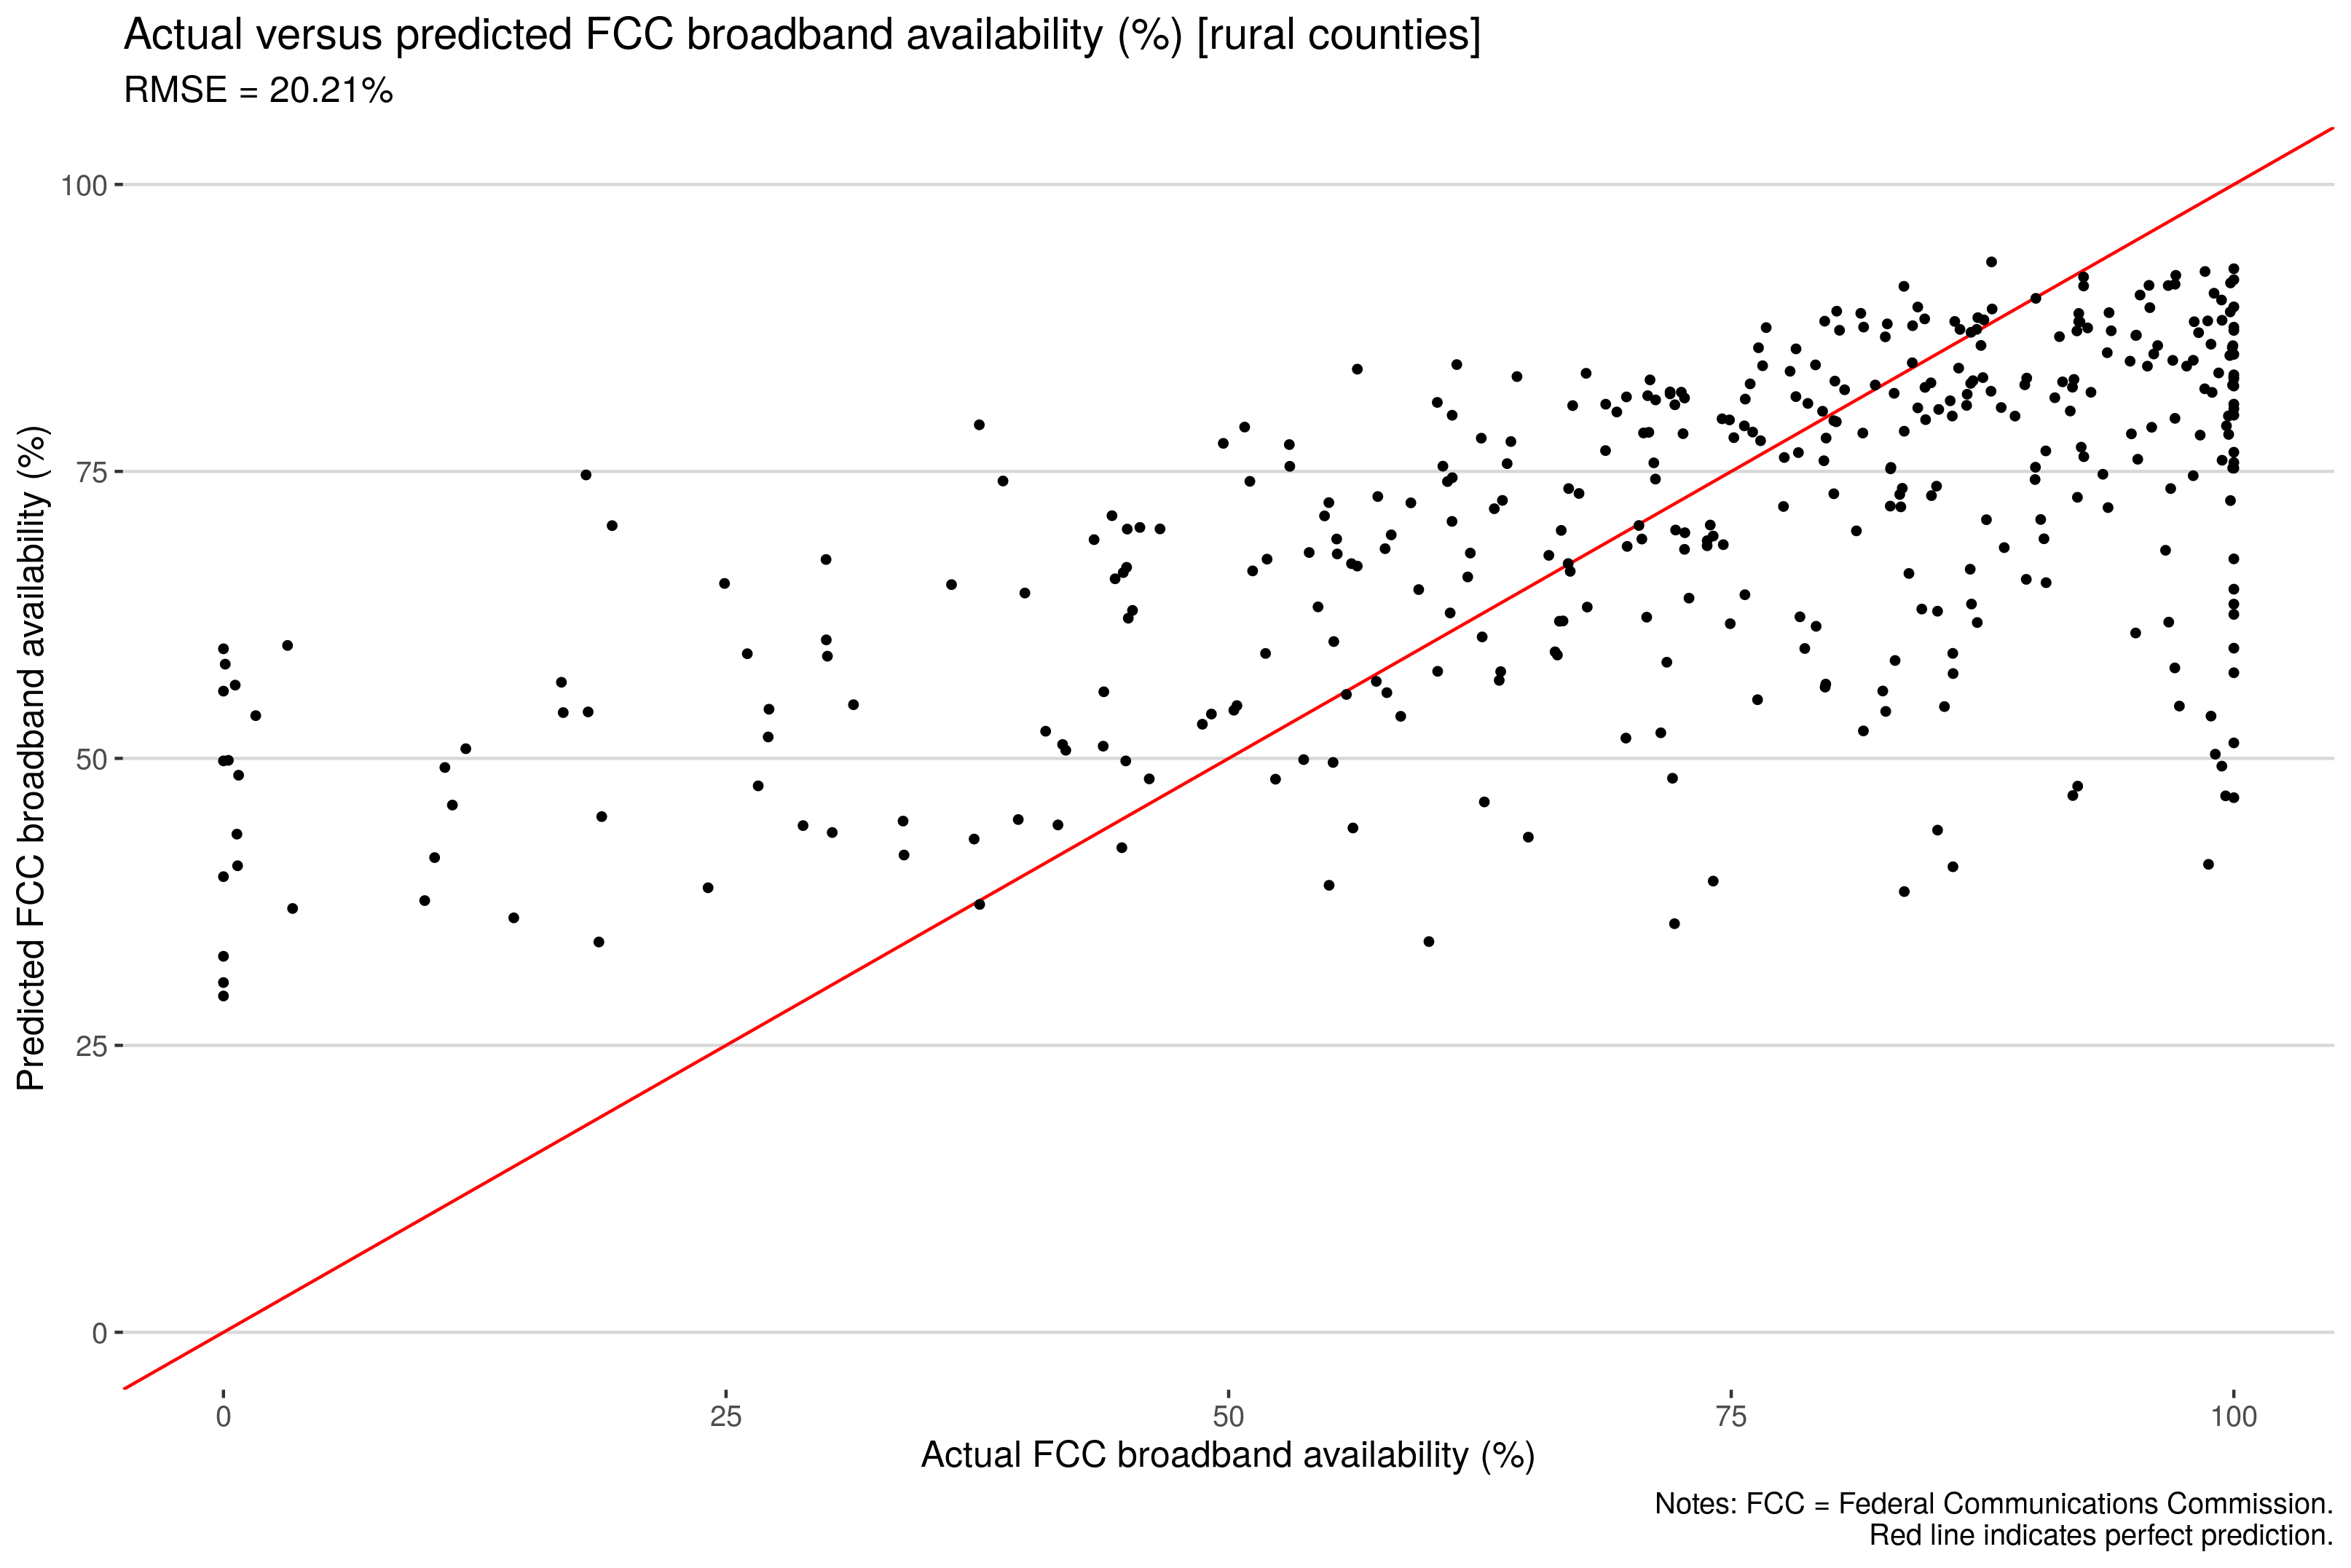 Actual versus predicted FCC broadband availability (%) [rural counties]
RMSE = 20.21%
Predicted FCC broadband availability (%)
100
75
50
25
0
0 25 50 75 100
Actual FCC broadband availability (%)
Notes: FCC = Federal Communications Commission.
Red line indicates perfect prediction.